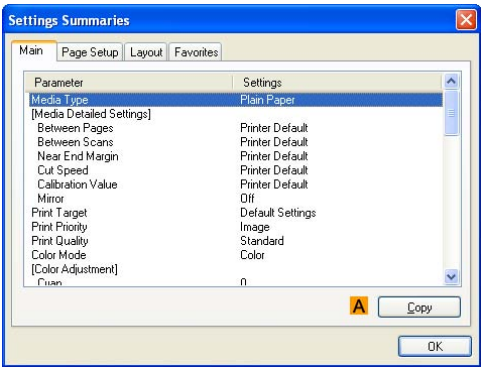 Settings Summaries
Main Page Setup Layout Favorites
Parameter Settings
Media Type Plain Paper
[Media Detailed Settings]
Between Pages Printer Default
Between Scans Printer Default
Near End Margin Printer Default
Cut Speed Printer Default
Calibration Value Printer Default
Mirror Off
Print Target Default Settings
Print Priority Image
Print Quality Standard
Color Mode Color
[Color Adjustment]
Cyan 0
A Copy
OK